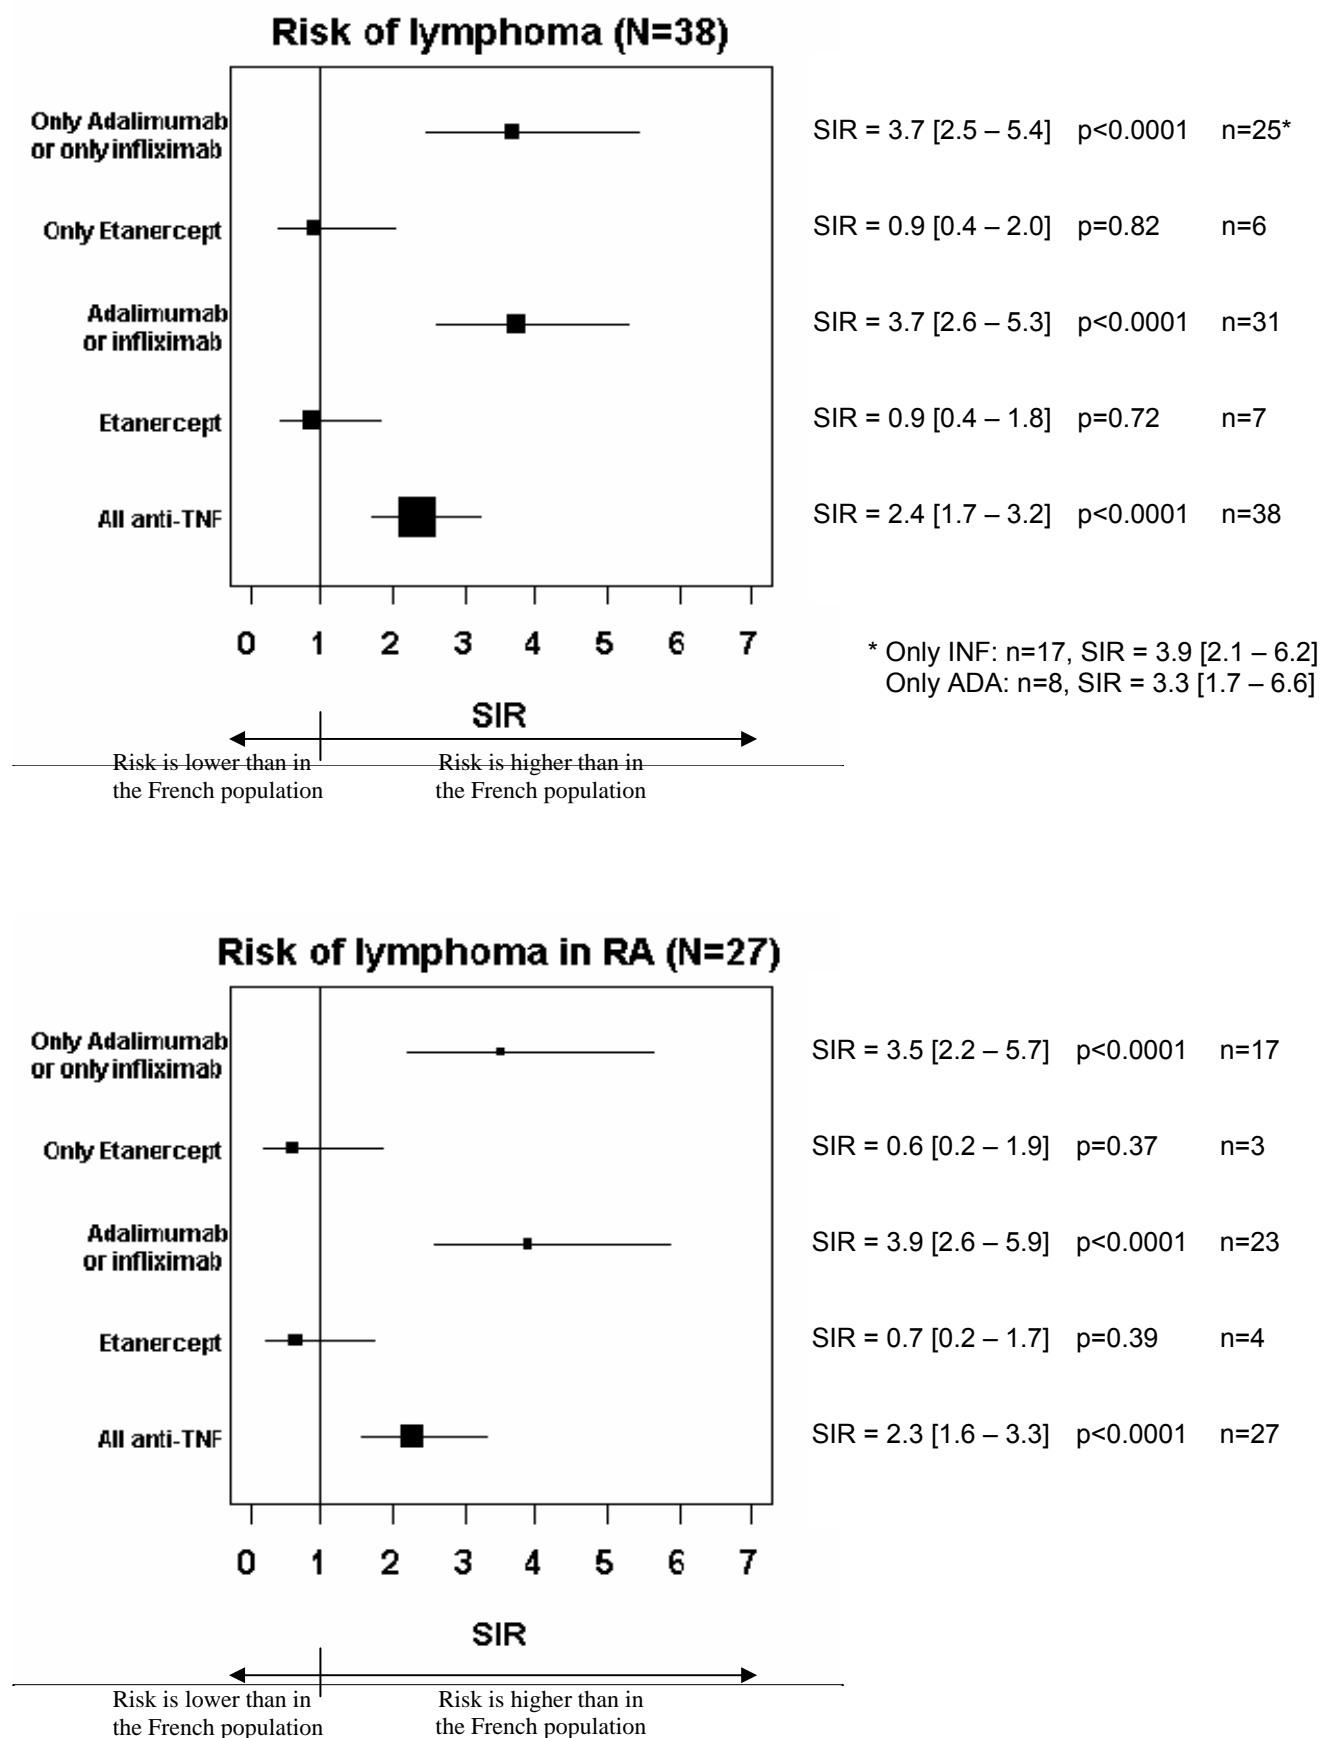 Risk of lymphoma (N=38)
Only Adalimumab
or only infliximab
SIR = 3.7 [2.5 – 5.4] p<0.0001 n=25*
Only Etanercept
SIR = 0.9 [0.4 – 2.0] p=0.82 n=6
Adalimumab
or infliximab
SIR = 3.7 [2.6 – 5.3] p<0.0001 n=31
Etanercept
SIR = 0.9 [0.4 – 1.8] p=0.72 n=7
All anti-TNF
SIR = 2.4 [1.7 – 3.2] p<0.0001 n=38
0 1 2 3 4 5 6 7
* Only INF: n=17, SIR = 3.9 [2.1 – 6.2]
Only ADA: n=8, SIR = 3.3 [1.7 – 6.6]
SIR
Risk is lower than in
the French population
Risk is higher than in
the French population
Risk of lymphoma in RA (N=27)
Only Adalimumab
or only infliximab
SIR = 3.5 [2.2 – 5.7] p<0.0001 n=17
Only Etanercept
SIR = 0.6 [0.2 – 1.9] p=0.37 n=3
Adalimumab
or infliximab
SIR = 3.9 [2.6 – 5.9] p<0.0001 n=23
Etanercept
SIR = 0.7 [0.2 – 1.7] p=0.39 n=4
All anti-TNF
SIR = 2.3 [1.6 – 3.3] p<0.0001 n=27
0 1 2 3 4 5 6 7
SIR
Risk is lower than in
the French population
Risk is higher than in
the French population